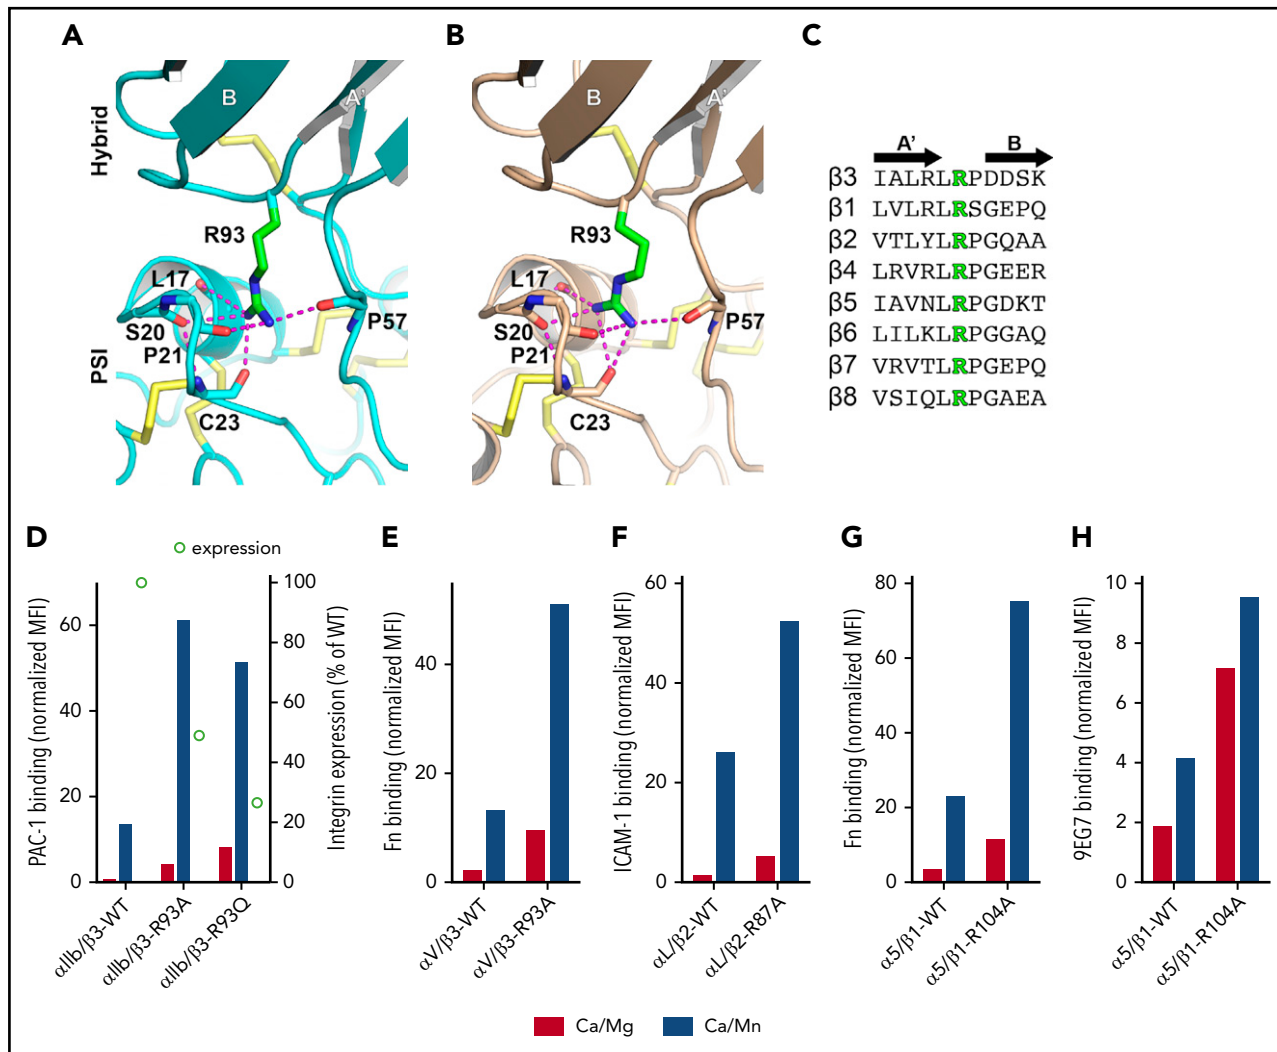 A
B
C
Hybrid
PSI
B
A'
R93
L17
S20
P21
P57
C23
B
A'
R93
L17
S20
P21
P57
C23
A' B
β3 IALRLRPDDSK
β1 LVLRLRSGEPQ
β2 VTLYLRPGQAA
β4 LRVRLRPGEER
β5 IAVNLRPGDKT
β6 LILKLRPGGAQ
β7 VRVTLRPGEPQ
β8 VSIQLRPGAEA
D
expression
PAC-1 binding (normalized MFI)
60
40
20
0
Integrin expression (% of WT)
100
80
60
40
20
0
αIIb/β3-WT
αIIb/β3-R93A
αIIb/β3-R93Q
E
Fn binding (normalized MFI)
40
20
0
αV/β3-WT
αV/β3-R93A
F
ICAM-1 binding (normalized MFI)
60
40
20
0
αL/β2-WT
αL/β2-R87A
G
Fn binding (normalized MFI)
80
60
40
20
0
α5/β1-WT
α5/β1-R104A
H
9EG7 binding (normalized MFI)
10
8
6
4
2
0
α5/β1-WT
α5/β1-R104A
Ca/Mg Ca/Mn